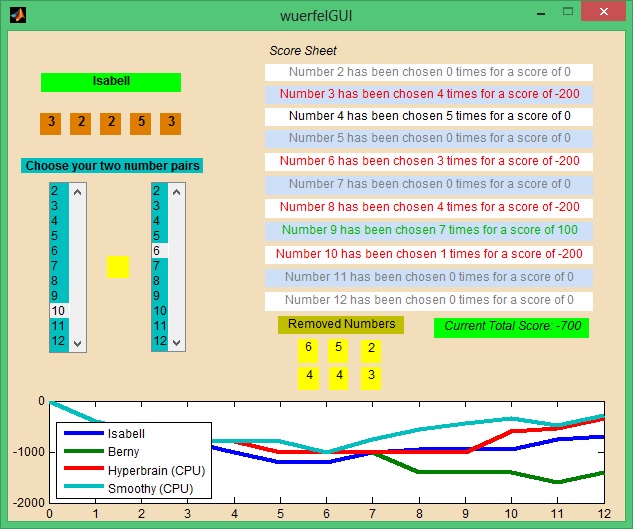 wuerfelGUI
Score Sheet
Isabell
3 2 2 5 3
Choose your two number pairs
2
3
4
5
6
7
8
9
10
11
12
2
3
4
5
6
7
8
9
10
11
12
Number 2 has been chosen 0 times for a score of 0
Number 3 has been chosen 4 times for a score of -200
Number 4 has been chosen 5 times for a score of 0
Number 5 has been chosen 0 times for a score of 0
Number 6 has been chosen 3 times for a score of -200
Number 7 has been chosen 0 times for a score of 0
Number 8 has been chosen 4 times for a score of -200
Number 9 has been chosen 7 times for a score of 100
Number 10 has been chosen 1 times for a score of -200
Number 11 has been chosen 0 times for a score of 0
Number 12 has been chosen 0 times for a score of 0
Removed Numbers
6 5 2
4 4 3
Current Total Score: -700
0
-1000
-2000
Isabell
Berny
Hyperbrain (CPU)
Smoothy (CPU)
0 1 2 3 4 5 6 7 8 9 10 11 12